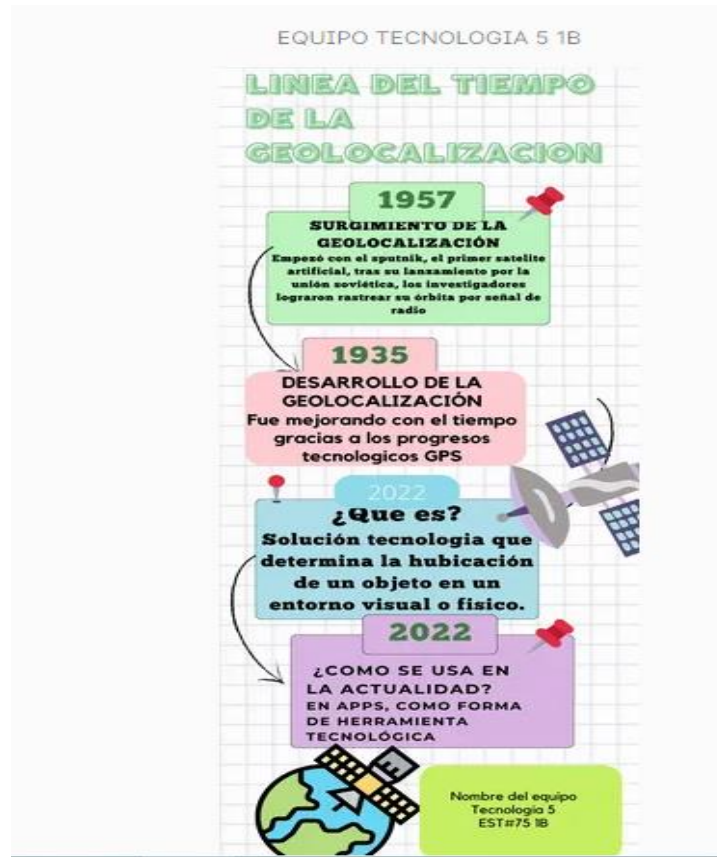 EQUIPO TECNOLOGIA 5 1B
LINEA DEL TIEMPO
DE LA
GEOLOCALIZACION
1957
SURGIMIENTO DE LA
GEOLOCALIZACIÓN
Empezó con el sputnik, el primer satelite
artificial, tras su lanzamiento por la
unión soviética, los investigadores
lograron rastrear su órbita por señal de
radio
1935
DESARROLLO DE LA
GEOLOCALIZACIÓN
Fue mejorando con el tiempo
gracias a los progresos
tecnologicos GPS
2022
¿Que es?
Solución tecnologia que
determina la hubicación
de un objeto en un
entorno visual o fisico.
2022
¿COMO SE USA EN
LA ACTUALIDAD?
EN APPS, COMO FORMA
DE HERRAMIENTA
TECNOLÓGICA
Nombre del equipo
Tecnologia 5
EST#75 1B